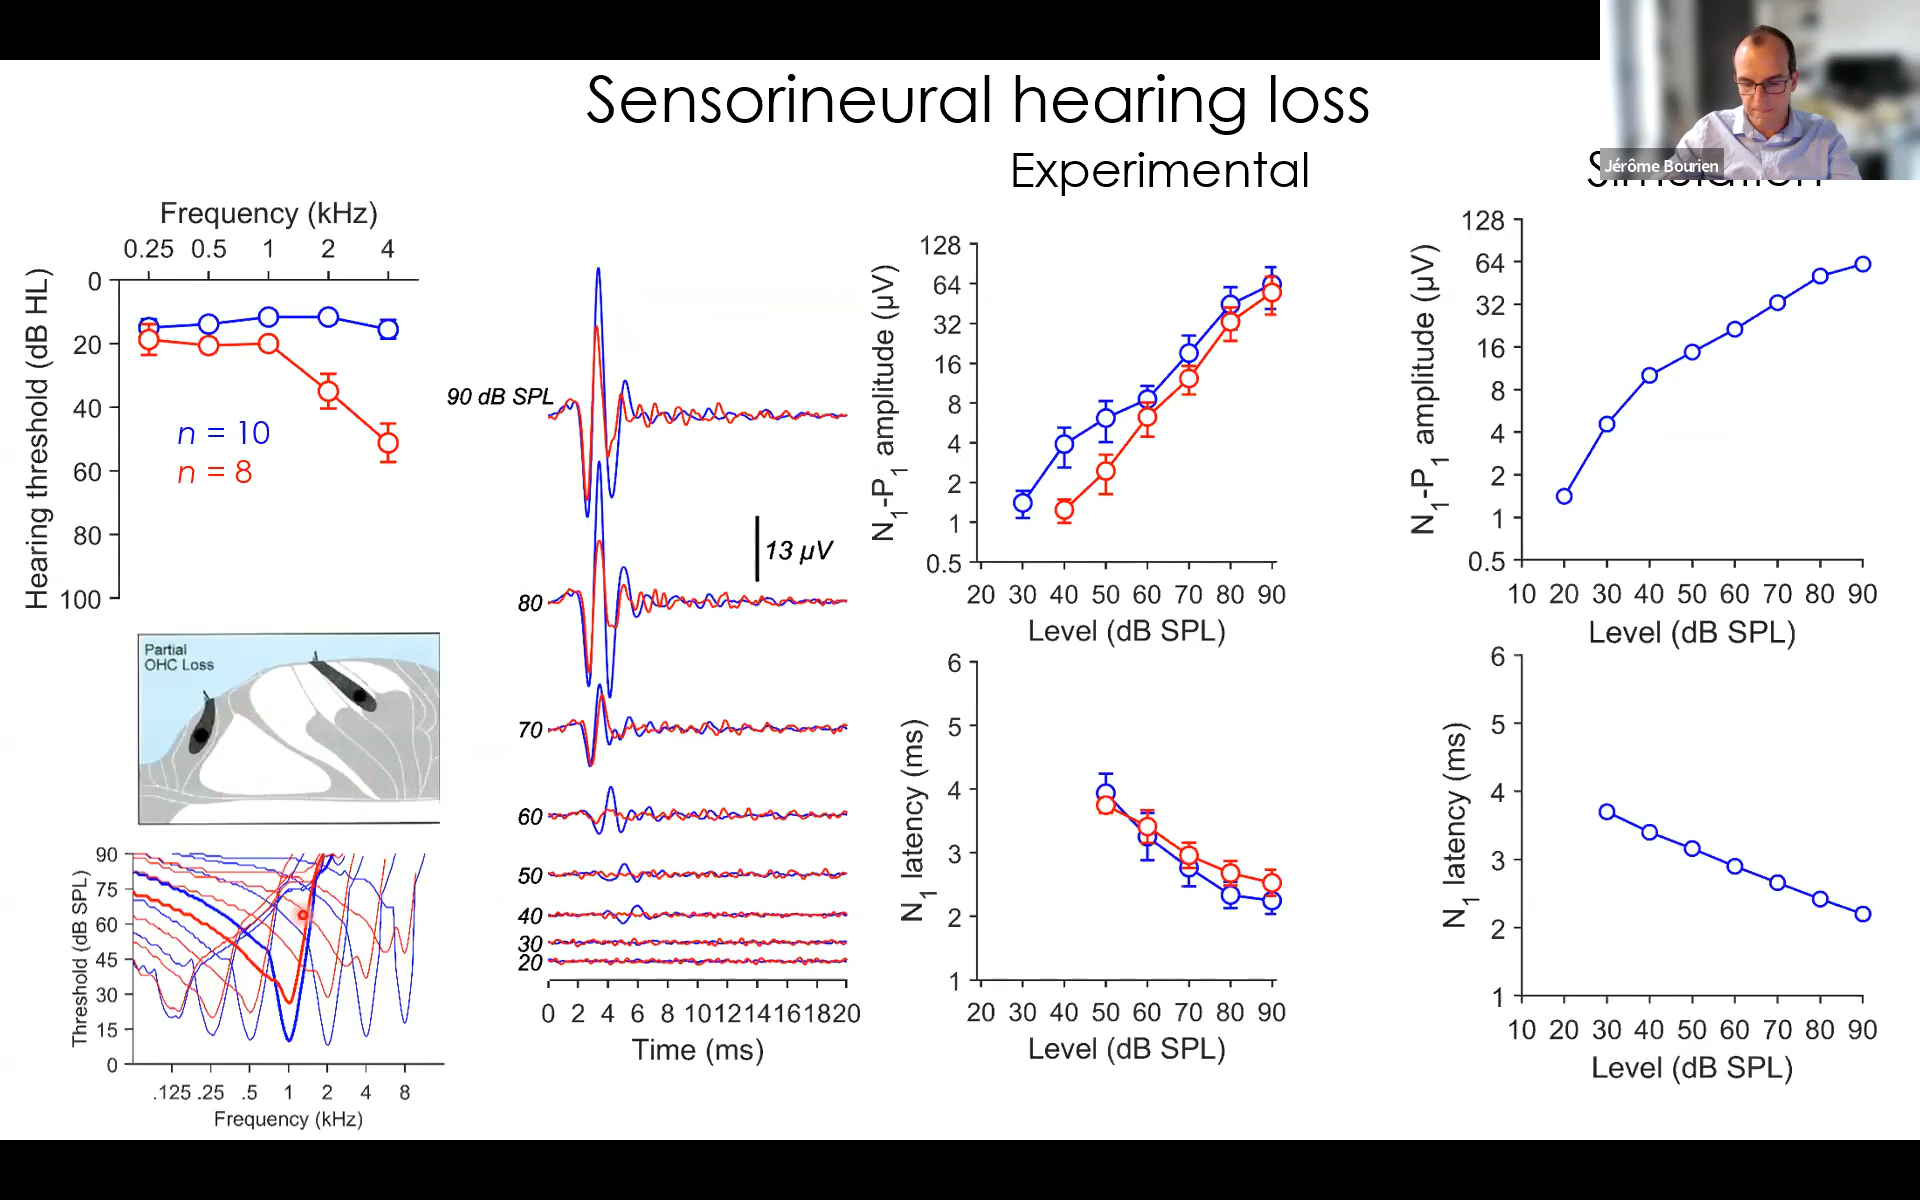 Sensorineural hearing loss
Jérôme Bourien
Experimental
Frequency (kHz)
0.25 0.5 1 2 4
Hearing threshold (dB HL)
0
20
40
60
80
100
n = 10
n = 8
Partial
OHC Loss
Threshold (dB SPL)
90
75
60
45
30
15
0
.125 .25 .5 1 2 4 8
Frequency (kHz)
90 dB SPL
80
70
60
50
40
30
20
13 µV
0 2 4 6 8 10 12 14 16 18 20
Time (ms)
N1-P1 amplitude (µV)
128
64
32
16
8
4
2
1
0.5
20 30 40 50 60 70 80 90
Level (dB SPL)
N1 latency (ms)
6
5
4
3
2
1
20 30 40 50 60 70 80 90
Level (dB SPL)
N1-P1 amplitude (µV)
128
64
32
16
8
4
2
1
0.5
10 20 30 40 50 60 70 80 90
Level (dB SPL)
N1 latency (ms)
6
5
4
3
2
1
10 20 30 40 50 60 70 80 90
Level (dB SPL)